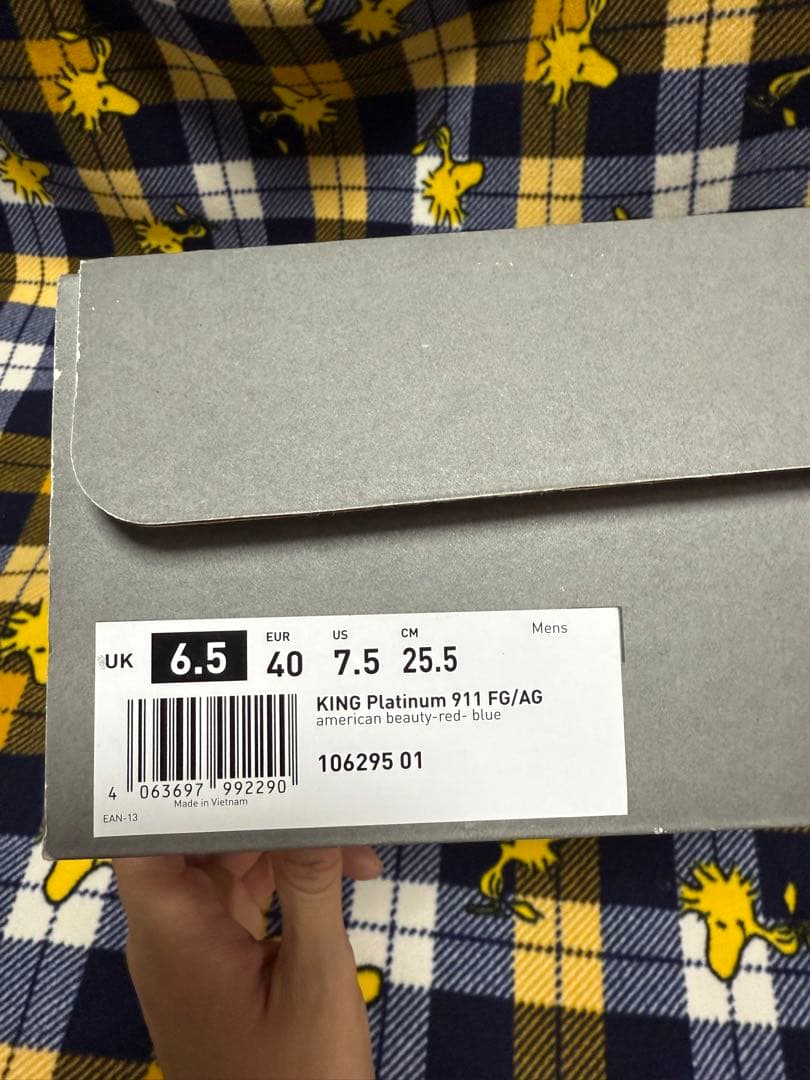 UK 6.5 EUR 40 US 7.5 CM 25.5 Mens
KING Platinum 911 FG/AG
american beauty-red- blue
106295 01
4 063697 992290
Made in Vietnam
EAN-13